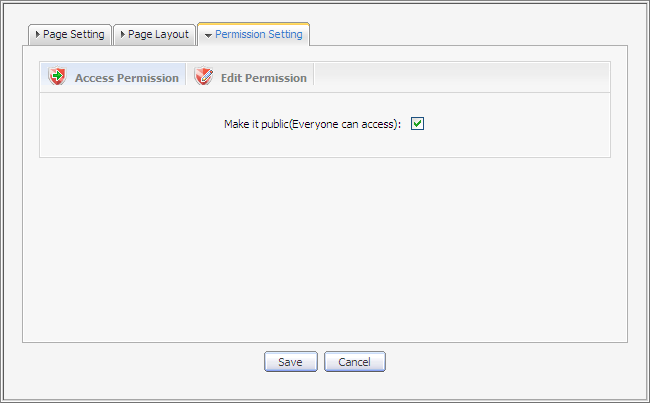 Page Setting Page Layout Permission Setting
Access Permission Edit Permission
Make it public(Everyone can access):
Save Cancel